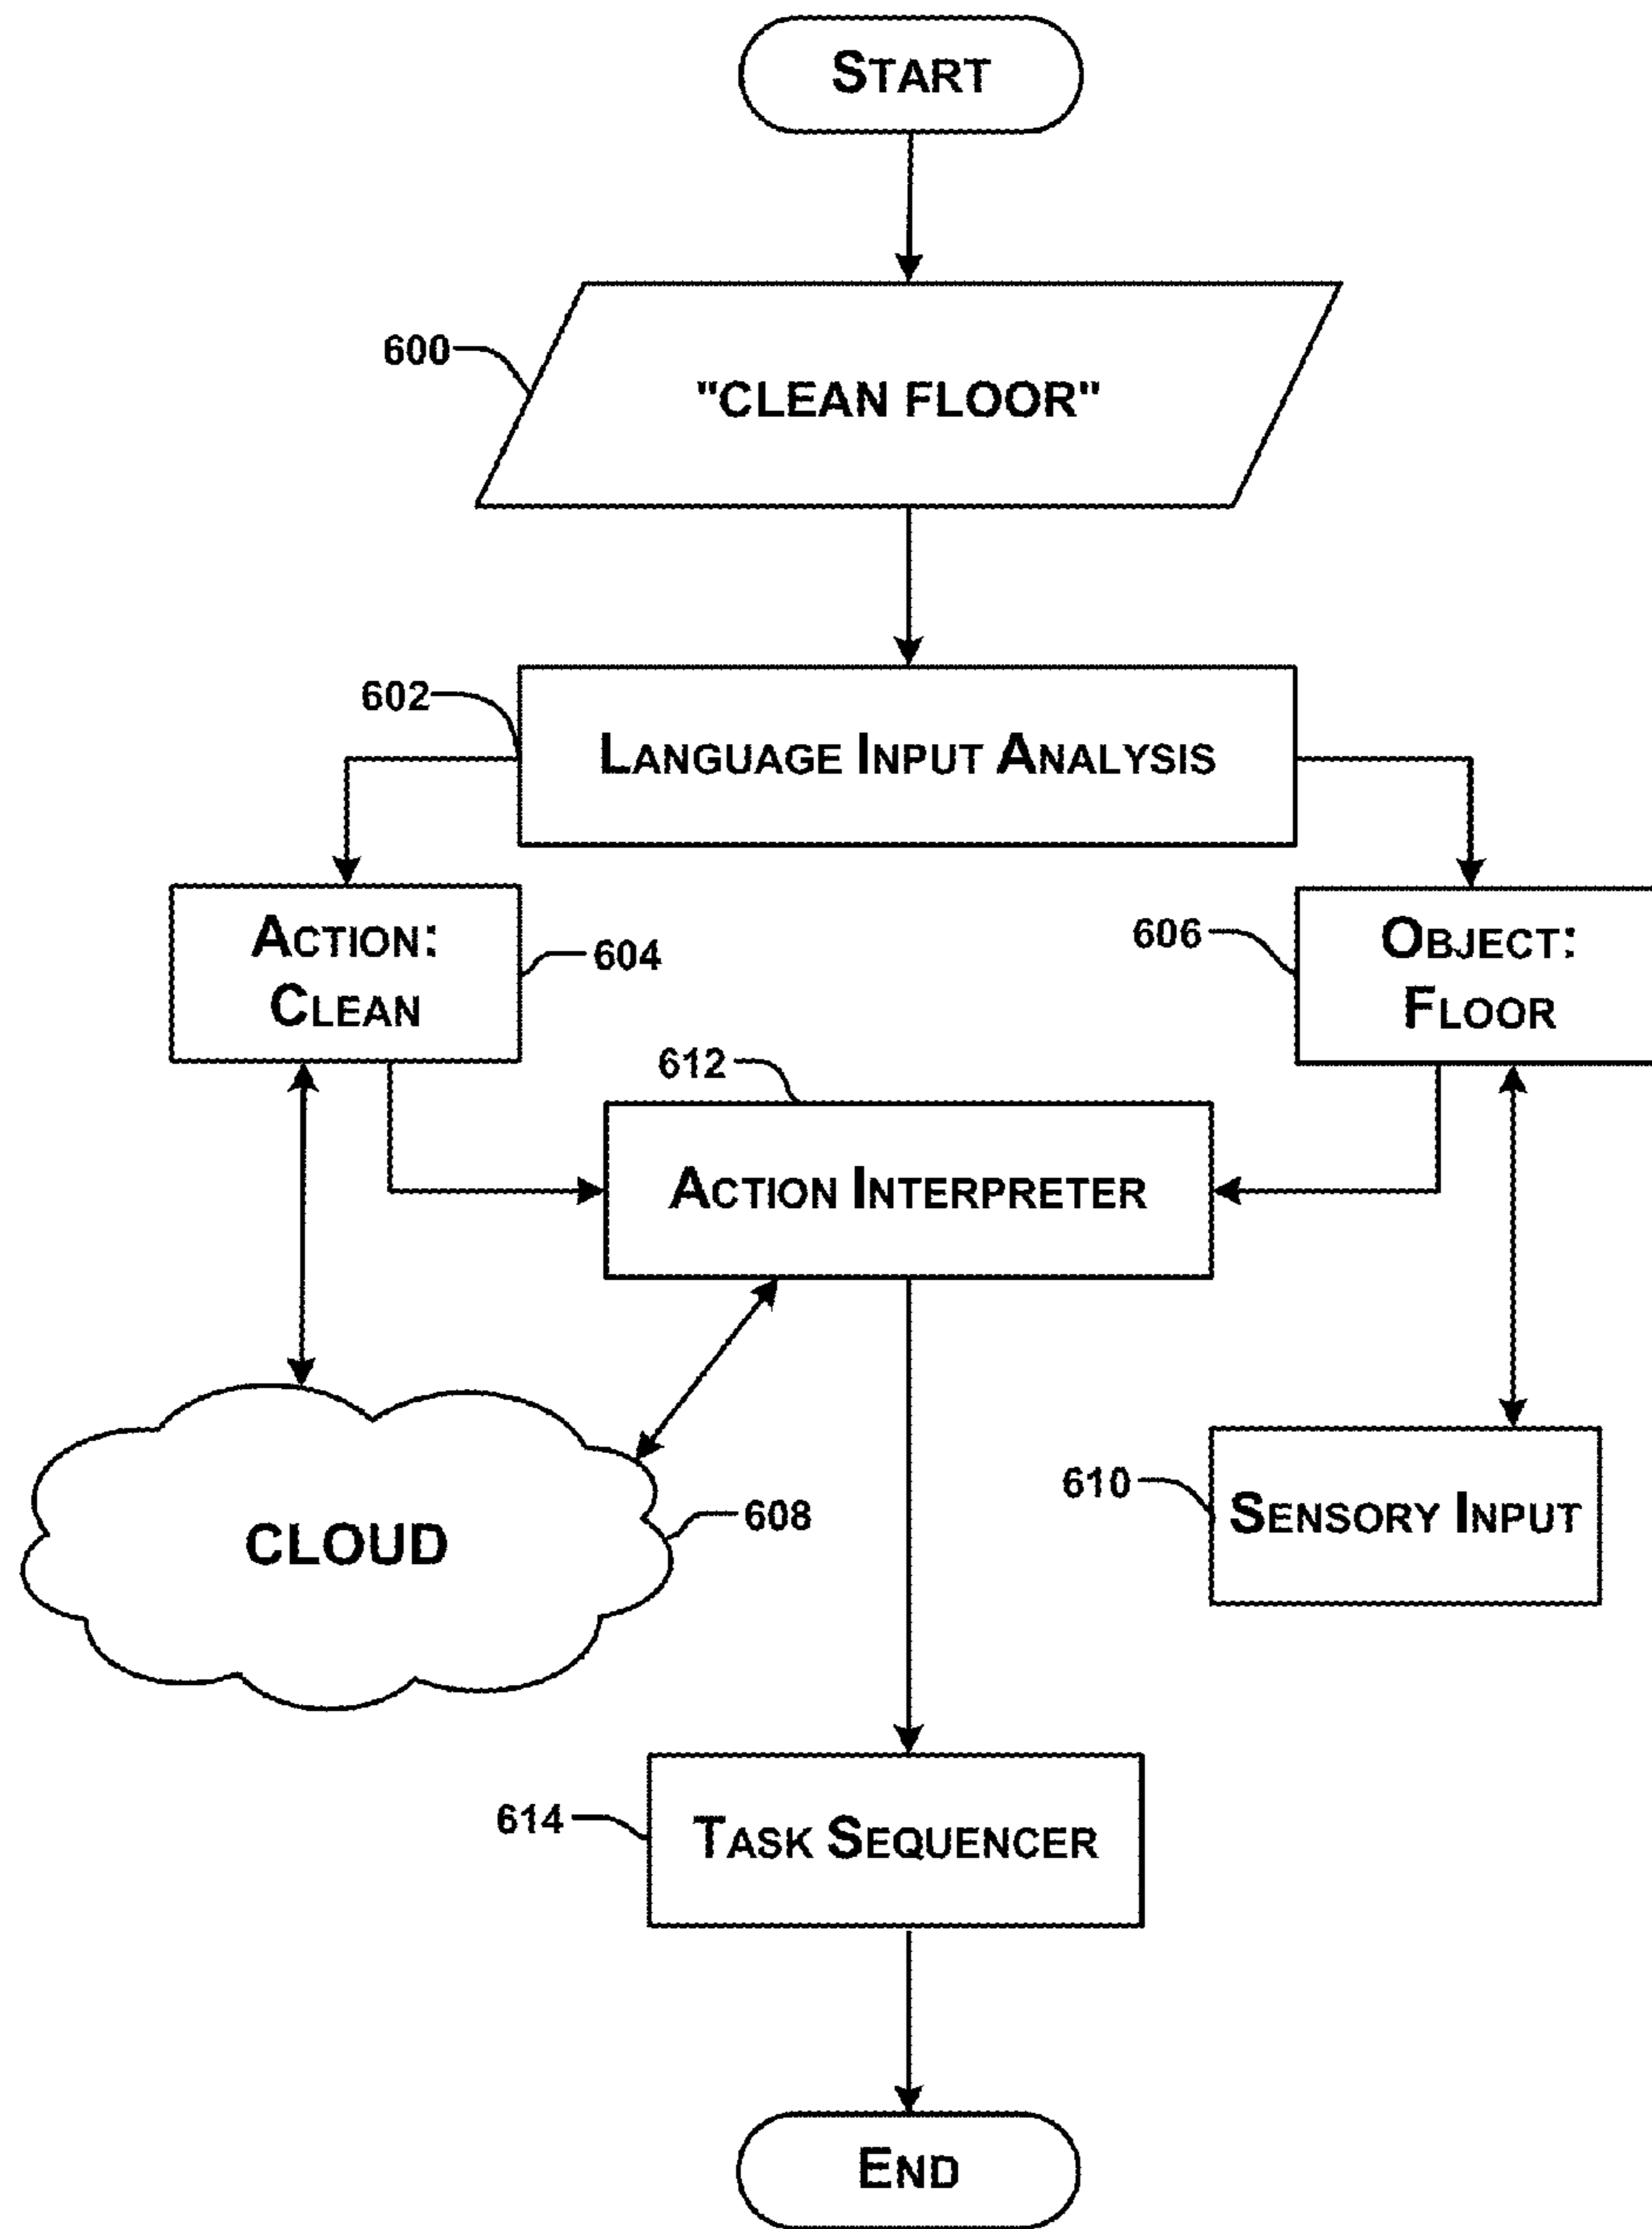 START
600
"CLEAN FLOOR"
602
LANGUAGE INPUT ANALYSIS
ACTION:
CLEAN
604
606
OBJECT:
FLOOR
612
ACTION INTERPRETER
CLOUD
608
610
SENSORY INPUT
614
TASK SEQUENCER
END